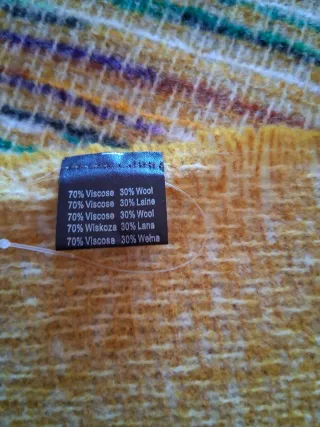 70% Viscose 30% Wool
70% Viscose 30% Laine
70% Viscose 30% Wool
70% Wiskoza 30% Lana
70% Viscosa 30% Wełna